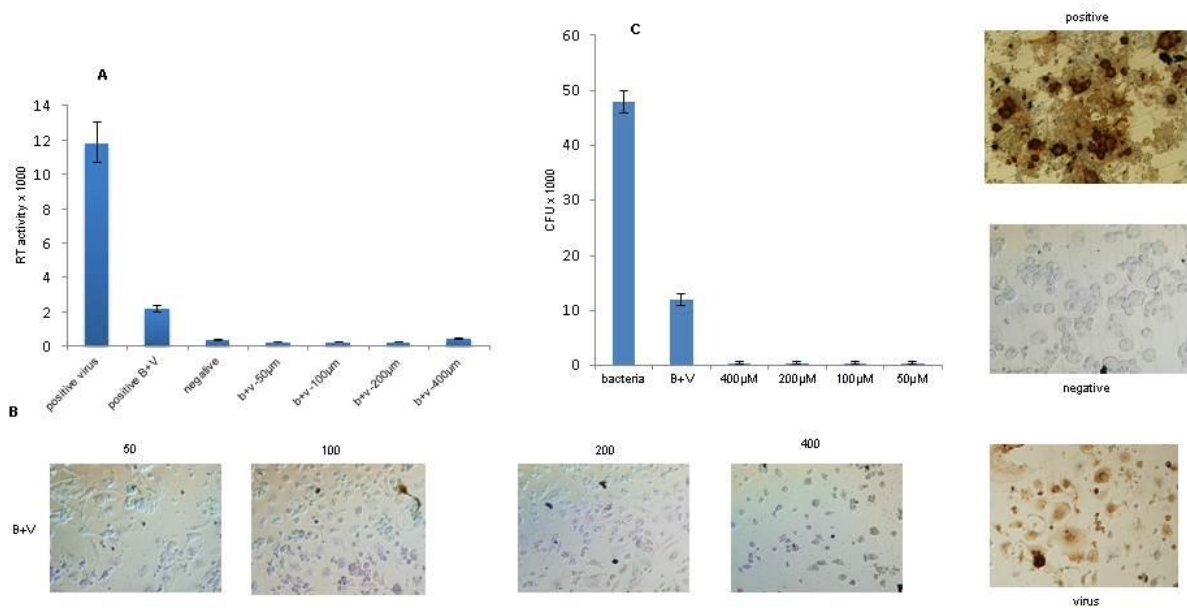 A
14
12
10
8
6
4
2
0
RT activity x 1000
positive virus
positive B+V
negative
b+v -50µm
b+v -100µm
b+v -200µm
b+v -400µm
C
60
50
40
30
20
10
0
CFU x 1000
bacteria
B+V
400µM
200µM
100µM
50µM
positive
negative
B
50
100
200
400
B+V
virus